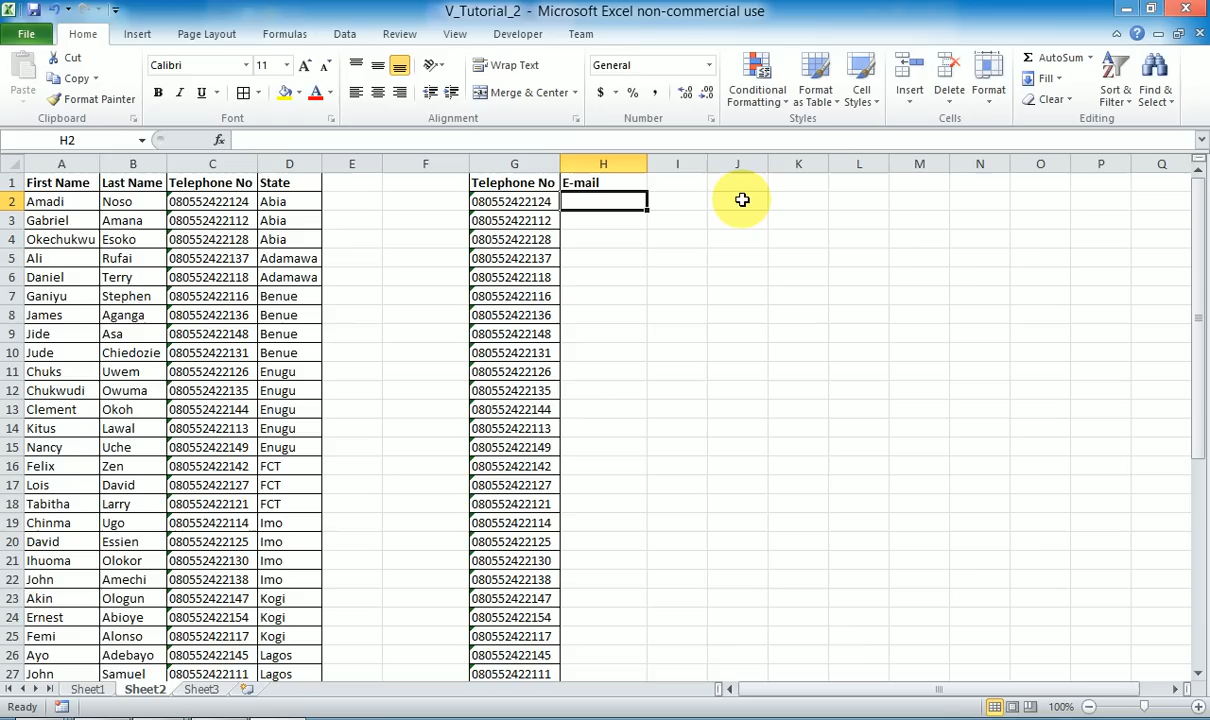 V_Tutorial_2 - Microsoft Excel non-commercial use
File Home Insert Page Layout Formulas Data Review View Developer Team
Paste Cut Copy Format Painter Clipboard
Calibri 11 B I U A Font
Wrap Text Merge & Center Alignment
General $ % , Number
Conditional Formatting Format as Table Cell Styles Styles
Insert Delete Format Cells
Σ AutoSum Fill Clear Sort & Filter Find & Select Editing
H2 fx
A B C D E F G H I J K L M N O P Q
1 First Name Last Name Telephone No State Telephone No E-mail
2 Amadi Noso 080552422124 Abia 080552422124
3 Gabriel Amana 080552422112 Abia 080552422112
4 Okechukwu Esoko 080552422128 Abia 080552422128
5 Ali Rufai 080552422137 Adamawa 080552422137
6 Daniel Terry 080552422118 Adamawa 080552422118
7 Ganiyu Stephen 080552422116 Benue 080552422116
8 James Aganga 080552422136 Benue 080552422136
9 Jide Asa 080552422148 Benue 080552422148
10 Jude Chiedozie 080552422131 Benue 080552422131
11 Chuks Uwem 080552422126 Enugu 080552422126
12 Chukwudi Owuma 080552422135 Enugu 080552422135
13 Clement Okoh 080552422144 Enugu 080552422144
14 Kitus Lawal 080552422113 Enugu 080552422113
15 Nancy Uche 080552422149 Enugu 080552422149
16 Felix Zen 080552422142 FCT 080552422142
17 Lois David 080552422127 FCT 080552422127
18 Tabitha Larry 080552422121 FCT 080552422121
19 Chinma Ugo 080552422114 Imo 080552422114
20 David Essien 080552422125 Imo 080552422125
21 Ihuoma Olokor 080552422130 Imo 080552422130
22 John Amechi 080552422138 Imo 080552422138
23 Akin Ologun 080552422147 Kogi 080552422147
24 Ernest Abioye 080552422154 Kogi 080552422154
25 Femi Alonso 080552422117 Kogi 080552422117
26 Ayo Adebayo 080552422145 Lagos 080552422145
27 John Samuel 080552422111 Lagos 080552422111
Sheet1 Sheet2 Sheet3
Ready 100%